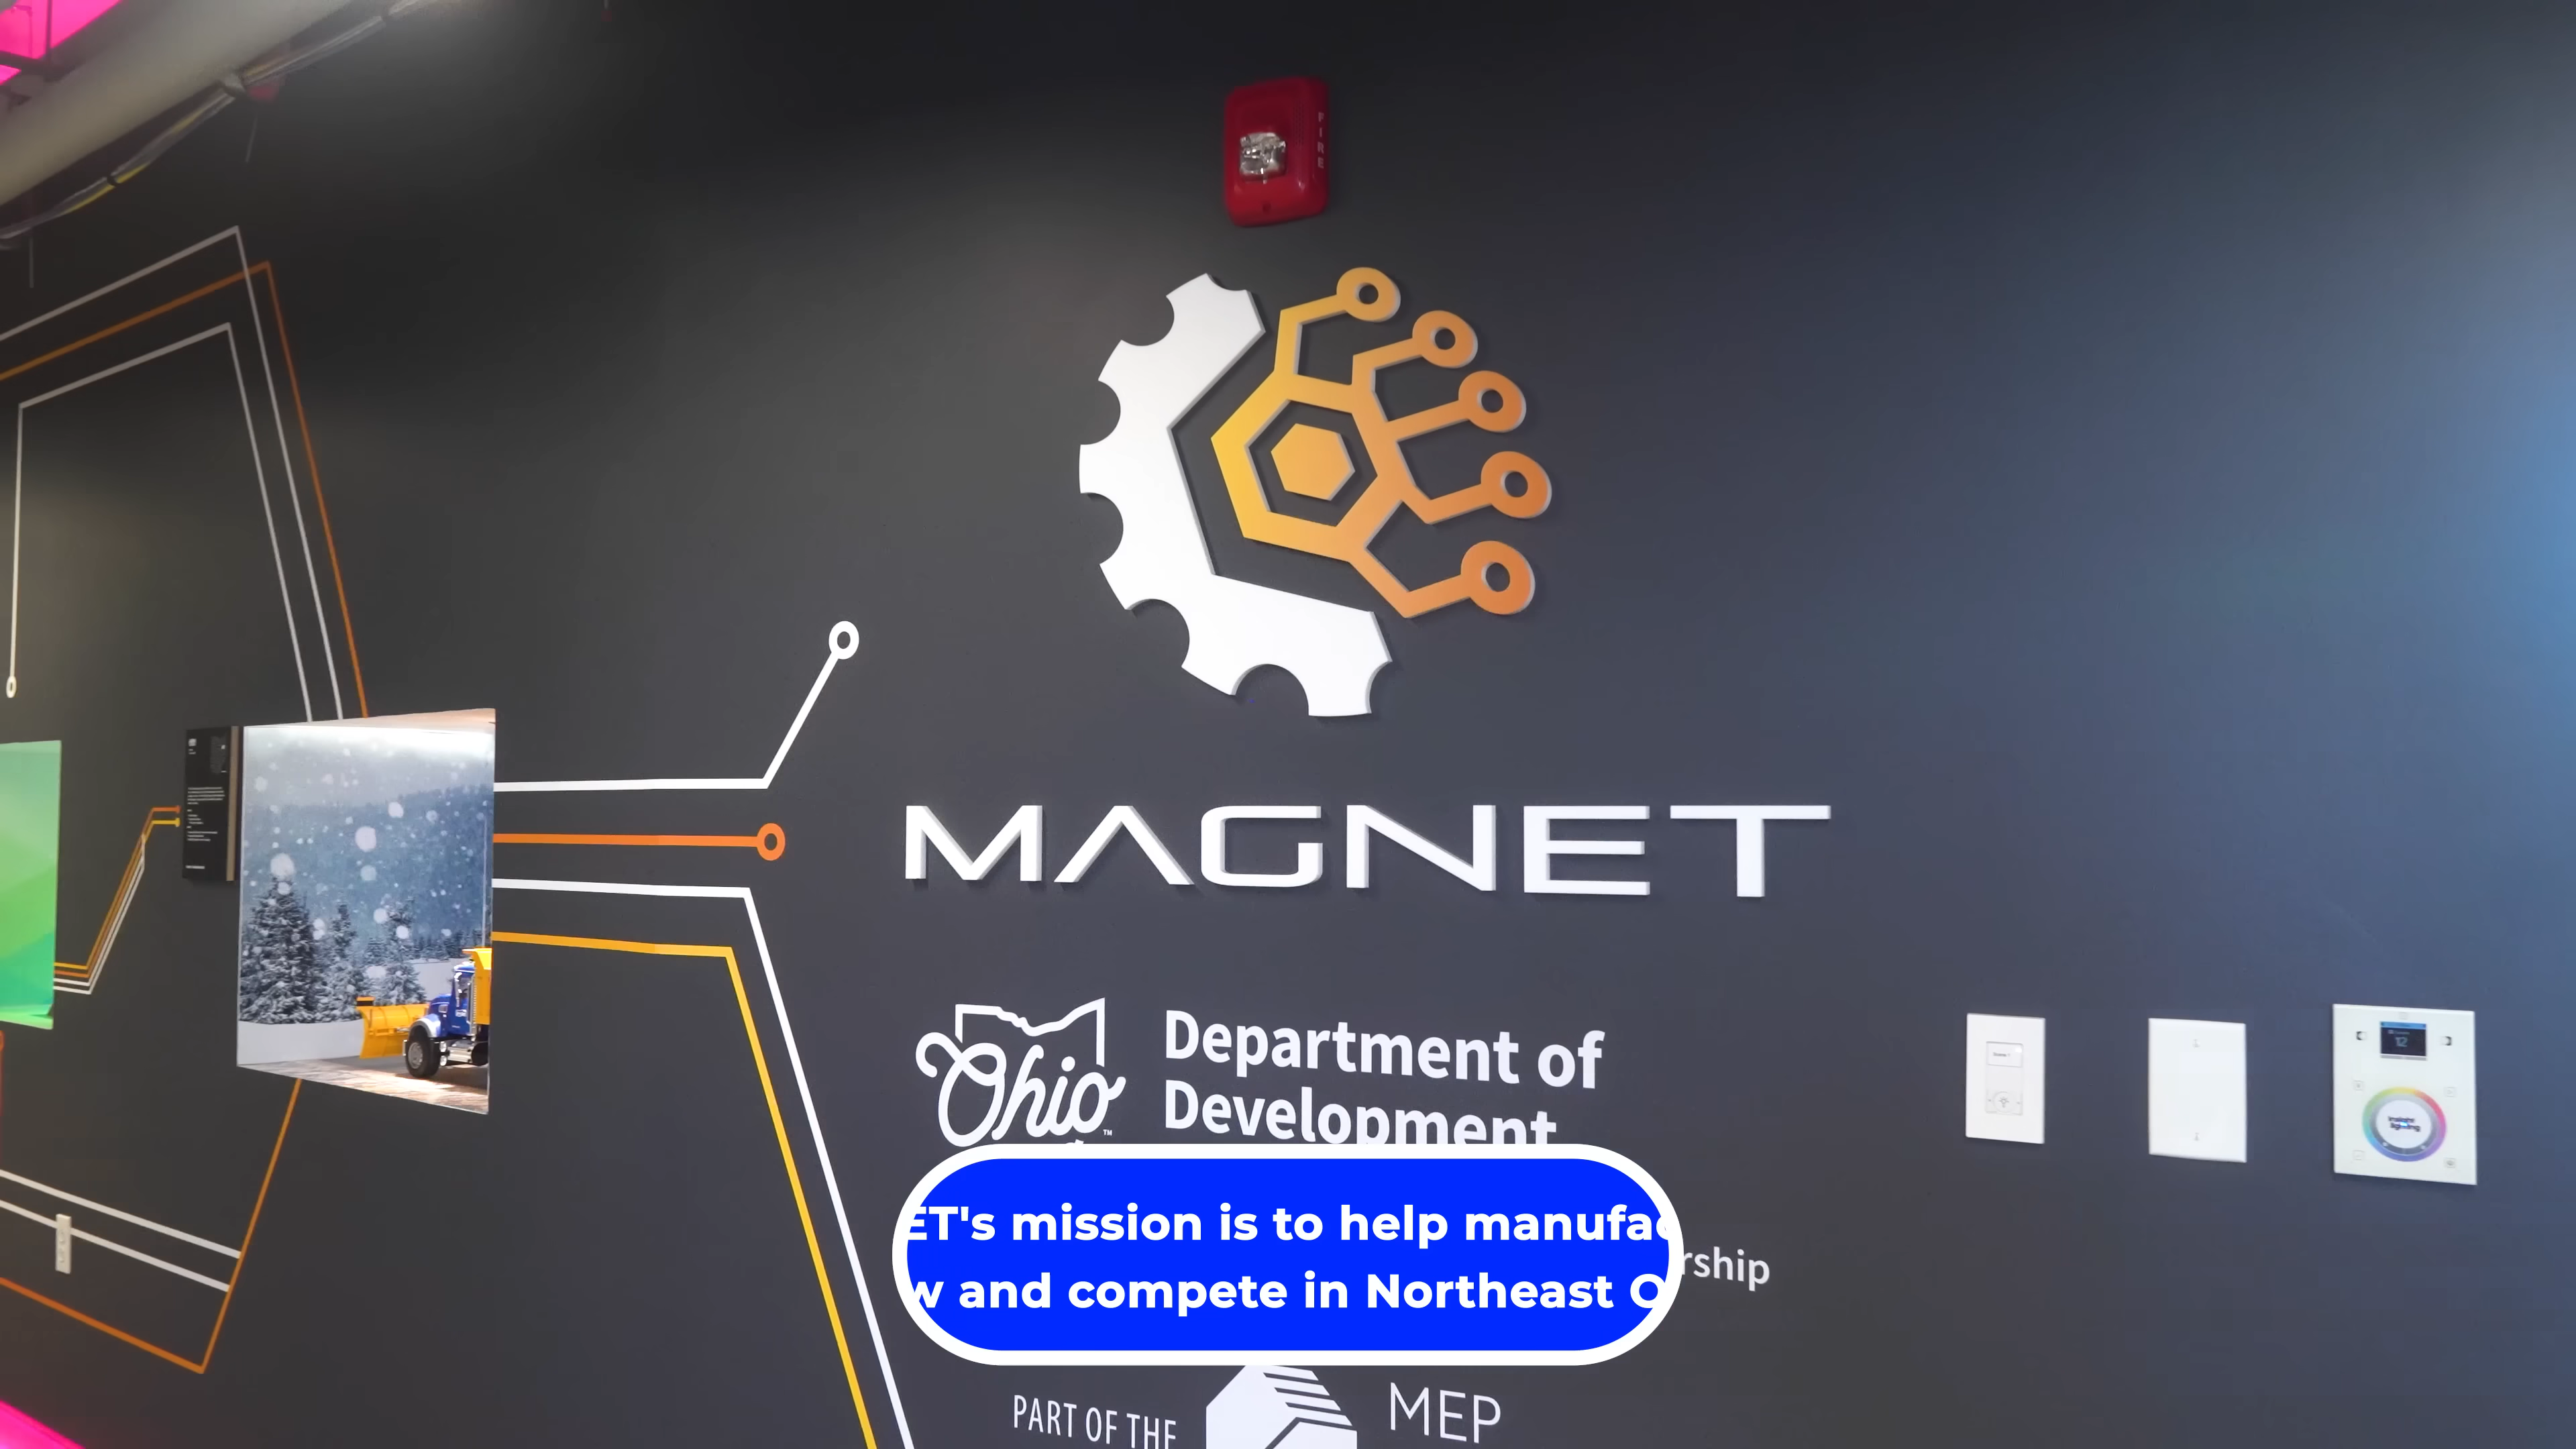 FIRE
MAGNET
Ohio
Department of
Development
ET's mission is to help manufac
w and compete in Northeast O
rship
PART OF THE
MEP